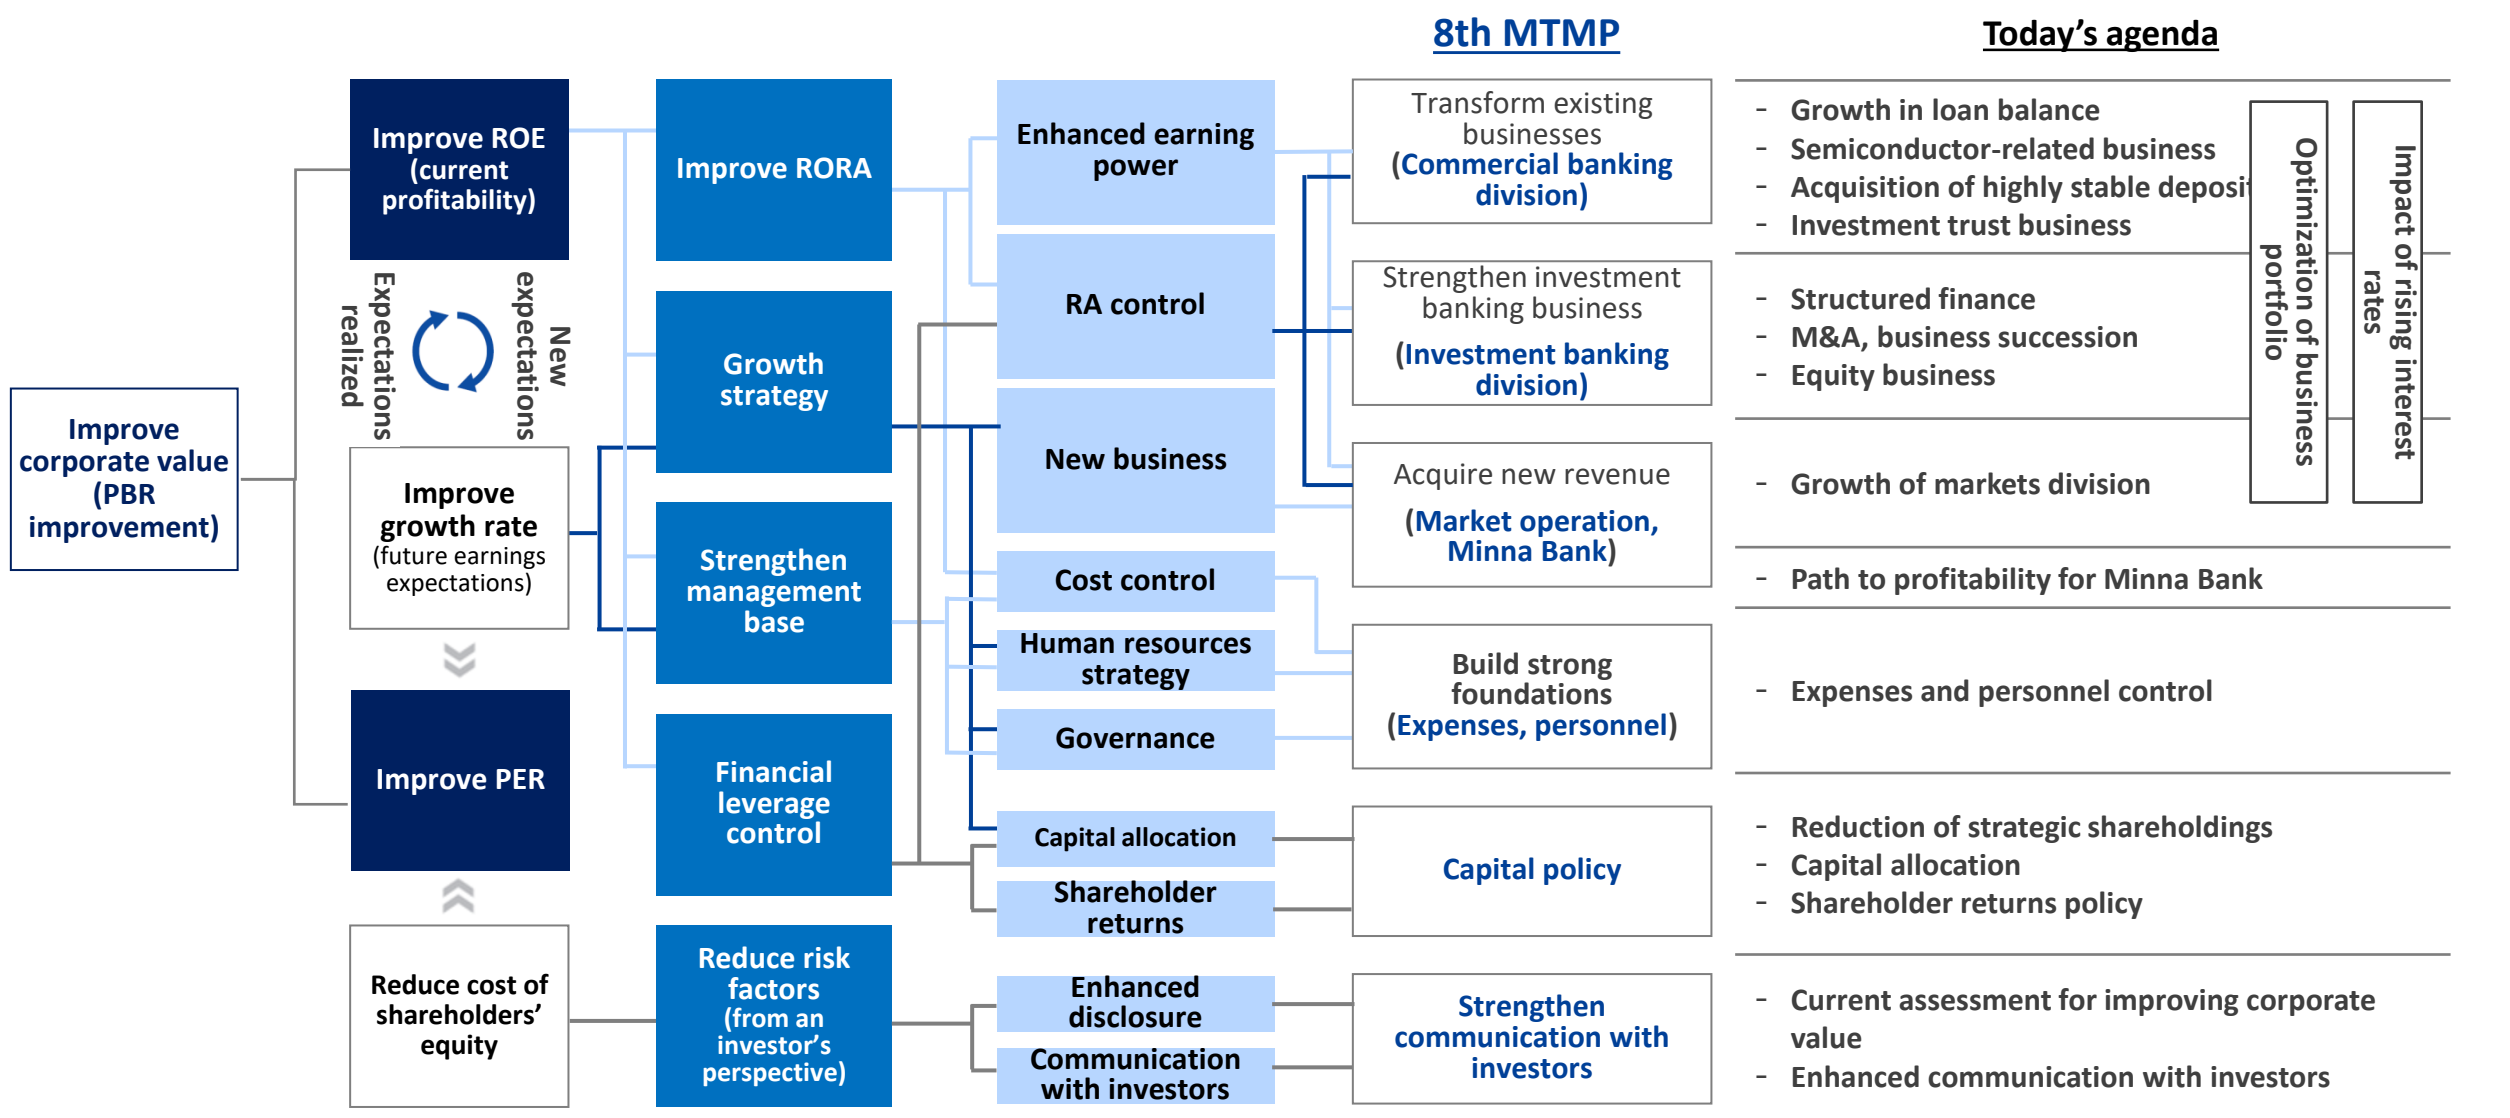 8th MTMP
Today's agenda
Improve
corporate value
(PBR
improvement)
Improve ROE
(current
profitability)
Expectations
realized
New
expectations
Improve
growth rate
(future earnings
expectations)
Improve PER
Reduce cost of
shareholders'
equity
Improve RORA
Growth
strategy
Strengthen
management
base
Financial
leverage
control
Reduce risk
factors
(from an
investor's
perspective)
Enhanced earning
power
RA control
New business
Cost control
Human resources
strategy
Governance
Capital allocation
Shareholder
returns
Enhanced
disclosure
Communication
with investors
Transform existing
businesses
(Commercial banking
division)
Strengthen investment
banking business
(Investment banking
division)
Acquire new revenue
(Market operation,
Minna Bank)
Build strong
foundations
(Expenses, personnel)
Capital policy
Strengthen
communication with
investors
- Growth in loan balance
- Semiconductor-related business
- Acquisition of highly stable deposit
- Investment trust business
- Structured finance
- M&A, business succession
- Equity business
- Growth of markets division
- Path to profitability for Minna Bank
- Expenses and personnel control
- Reduction of strategic shareholdings
- Capital allocation
- Shareholder returns policy
- Current assessment for improving corporate
value
- Enhanced communication with investors
Optimization of business
portfolio
Impact of rising interest
rates